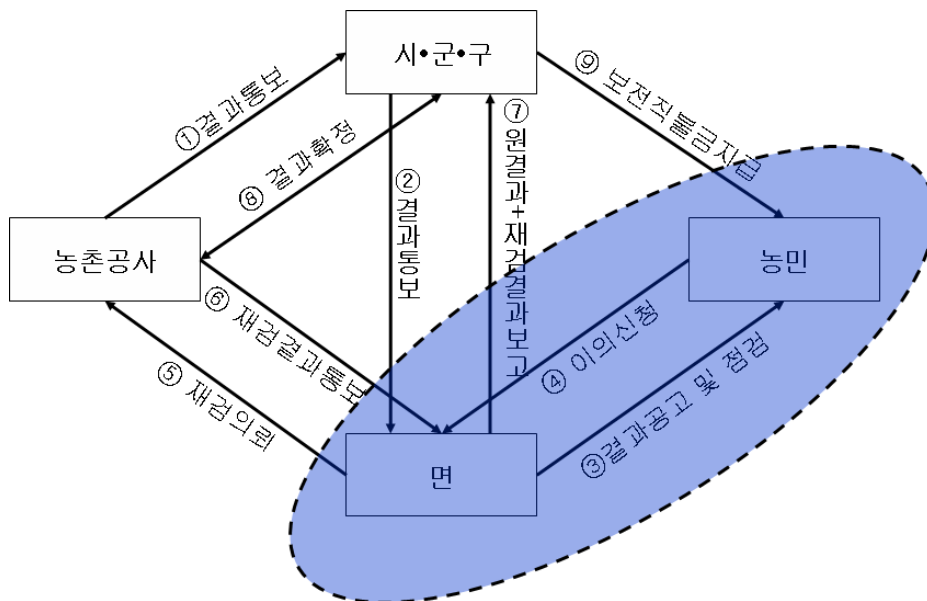 시•군•구
①결과통보
⑧ 결과확정
②결과통보
⑦원결과+재검결과보고
⑨ 보전직불금지급
농촌공사
농민
⑥ 재검결과통보
④ 이의신청
⑤ 재검의뢰
③결과공고 및 점검
면